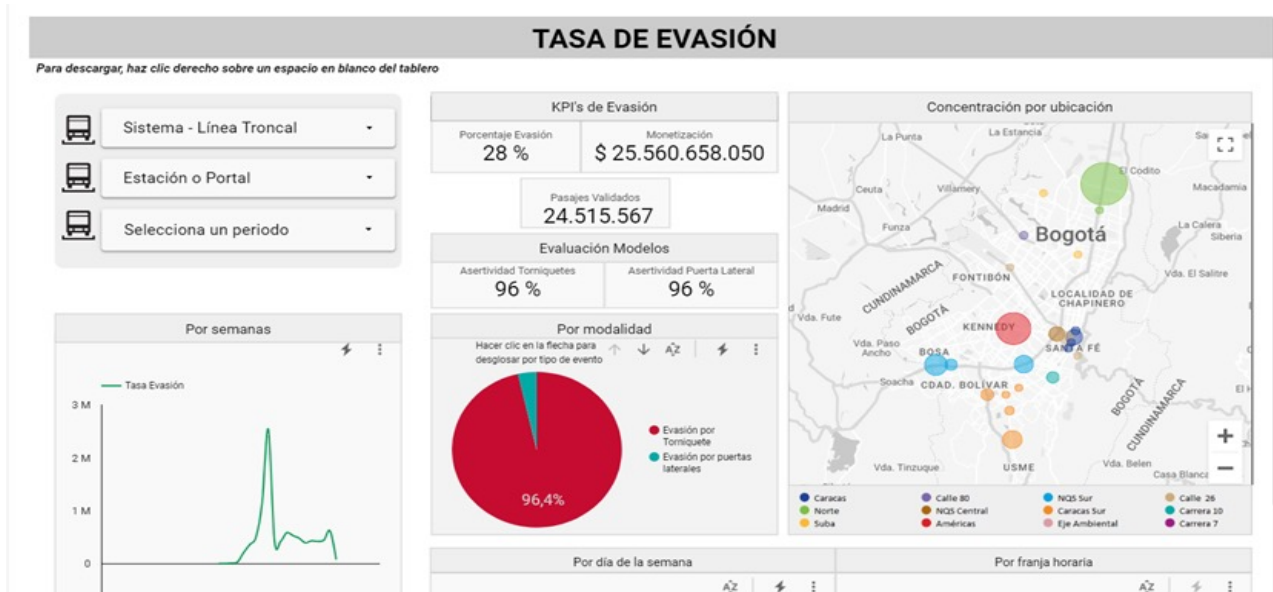 TASA DE EVASIÓN
Para descargar, haz clic derecho sobre un espacio en blanco del tablero
Sistema - Línea Troncal
Estación o Portal
Selecciona un periodo
KPI's de Evasión
Porcentaje Evasión
28 %
Monetización
$ 25.560.658.050
Pasajes Validados
24.515.567
Evaluación Modelos
Asertividad Torniquetes
96 %
Asertividad Puerta Lateral
96 %
Concentración por ubicación
La Punta
La Estancia
El Codito
Ceuta
Villamery
Macadamia
Madrid
Funza
Bogotá
La Calera
Siberia
CUNDINAMARCA
BOGOTÁ
FONTIBÓN
Vda. El Salitre
LOCALIDAD DE
CHAPINERO
Vda. Fute
KENNEDY
Vda. Paso
Ancho
BOSA
SANTA FÉ
Soacha
CDAD. BOLÍVAR
BOGOTÁ
CUNDINAMARCA
Vda. Tinzuque
USME
Vda. Belen
Casa Blanca
Caracas
Calle 80
NQS Sur
Calle 26
Norte
NQS Central
Caracas Sur
Carrera 10
Suba
Américas
Eje Ambiental
Carrera 7
Por semanas
Tasa Evasión
3 M
2 M
1 M
0
Por modalidad
Hacer clic en la flecha para
desglosar por tipo de evento
AZ
Evasión por
Torniquete
Evasión por puertas
laterales
96,4%
Por día de la semana
AZ
Por franja horaria
AZ